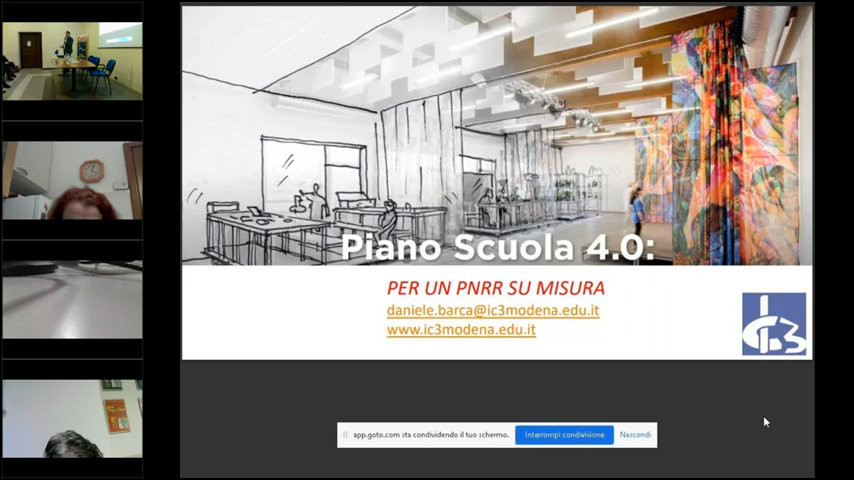 Piano Scuola 4.0:
PER UN PNRR SU MISURA
daniele.barca@ic3modena.edu.it
www.ic3modena.edu.it
IC3
app.goto.com sta condividendo il tuo schermo. Interrompi condivisione Nascondi